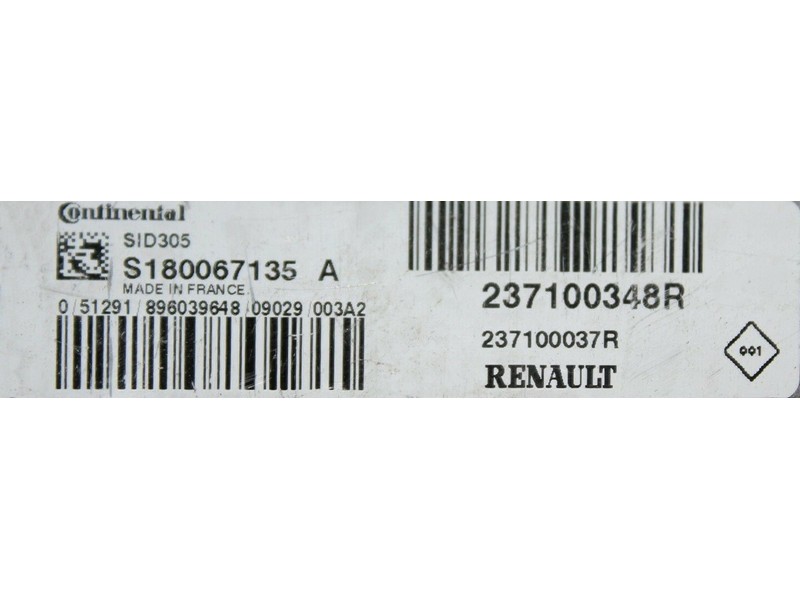 Continental
SID305
S180067135 A
MADE IN FRANCE
0 51291 896039648 09029 003A2
237100348R
237100037R
RENAULT
001